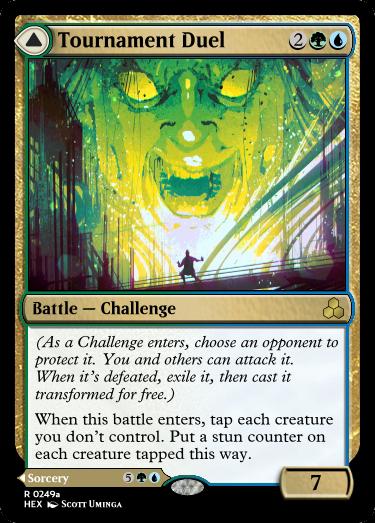 Tournament Duel 2
Battle — Challenge
(As a Challenge enters, choose an opponent to
protect it. You and others can attack it.
When it's defeated, exile it, then cast it
transformed for free.)
When this battle enters, tap each creature
you don't control. Put a stun counter on
each creature tapped this way.
Sorcery 5
7
R 0249a
HEX Scott Uminga